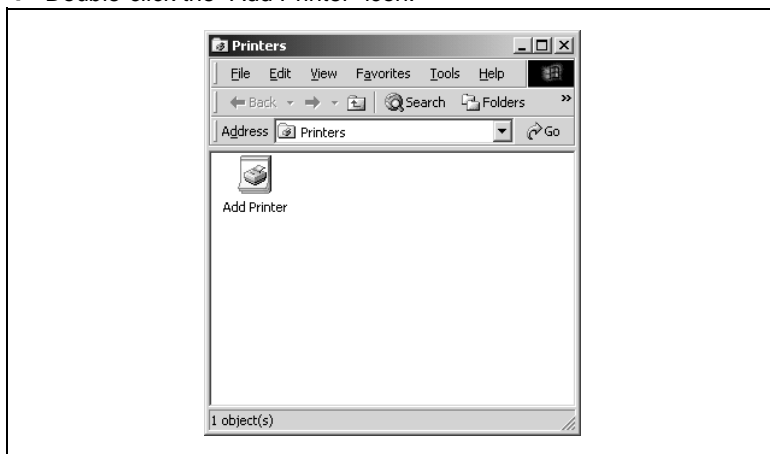 Double-click the "Add Printer" icon.
Printers
File Edit View Favorites Tools Help
Back Search Folders »
Address Printers Go
Add Printer
1 object(s)